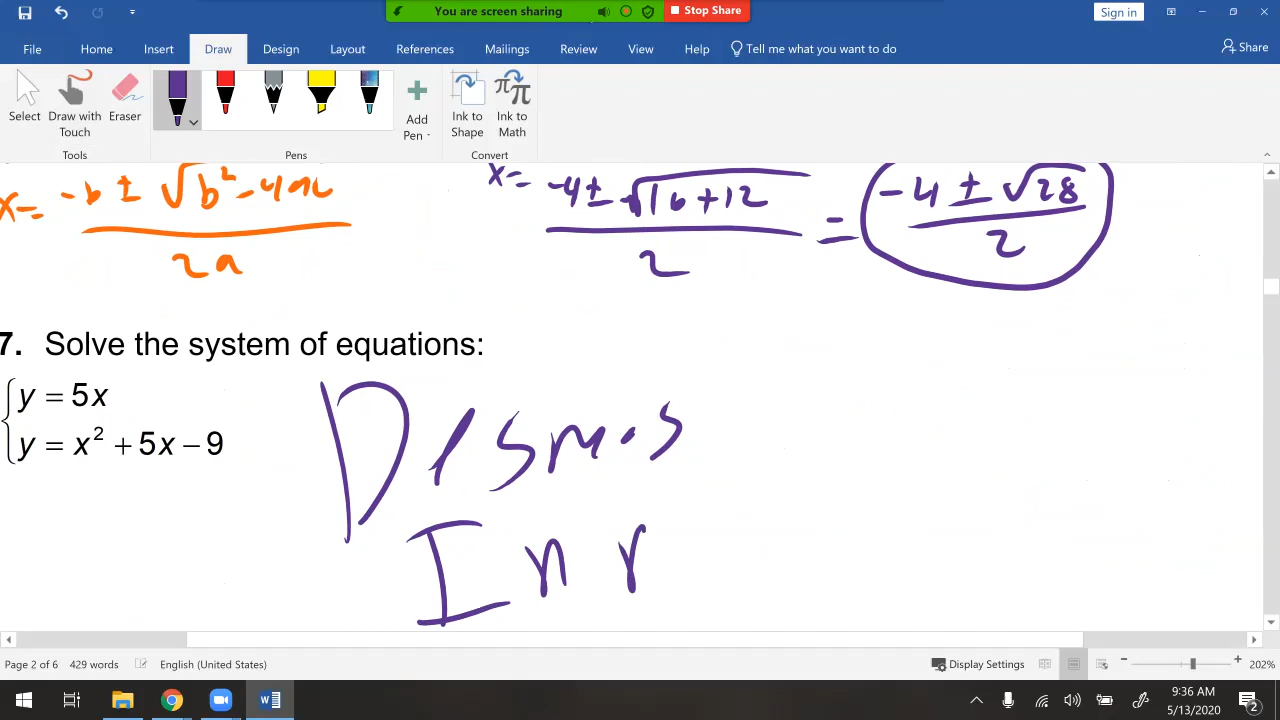 You are screen sharing Stop Share Sign in
File Home Insert Draw Design Layout References Mailings Review View Help Tell me what you want to do Share
Select Draw with Touch Eraser Add Pen Ink to Shape Ink to Math
Tools Pens Convert
x= -b ± √b² -4ac / 2a
x= -4± √16+12 / 2 = -4 ± √28 / 2
7. Solve the system of equations:
y = 5x
y = x² + 5x − 9
Desmos
In r
Page 2 of 6 429 words English (United States) Display Settings 202%
9:36 AM
5/13/2020
2